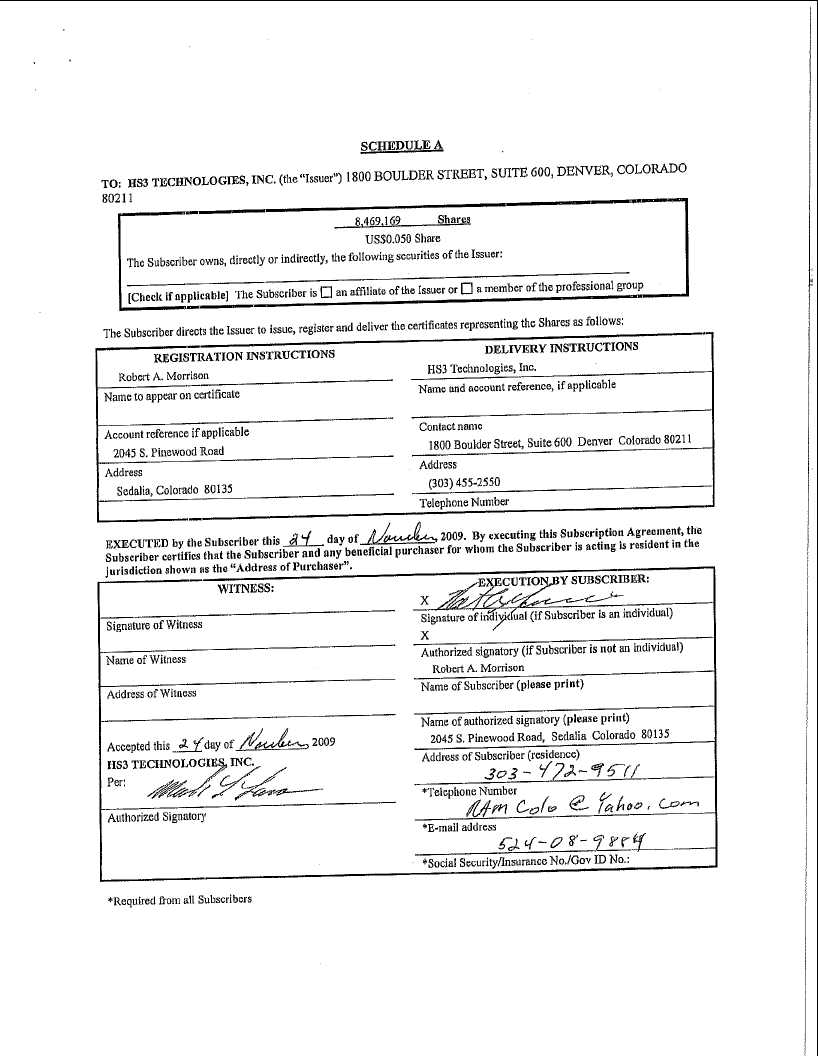 SCHEDULE A
TO: HS3 TECHNOLOGIES, INC. (the "Issuer") 1800 BOULDER STREET, SUITE 600, DENVER, COLORADO
80211
8,469,169 Shares
US$0.050 Share
The Subscriber owns, directly or indirectly, the following securities of the Issuer:
[Check if applicable] The Subscriber is ☐ an affiliate of the Issuer or ☐ a member of the professional group
The Subscriber directs the Issuer to issue, register and deliver the certificates representing the Shares as follows:
REGISTRATION INSTRUCTIONS
Robert A. Morrison
Name to appear on certificate
Account reference if applicable
2045 S. Pinewood Road
Address
Sedalia, Colorado 80135
DELIVERY INSTRUCTIONS
HS3 Technologies, Inc.
Name and account reference, if applicable
Contact name
1800 Boulder Street, Suite 600 Denver Colorado 80211
Address
(303) 455-2550
Telephone Number
EXECUTED by the Subscriber this 24 day of November, 2009. By executing this Subscription Agreement, the
Subscriber certifies that the Subscriber and any beneficial purchaser for whom the Subscriber is acting is resident in the
jurisdiction shown as the "Address of Purchaser".
WITNESS:
Signature of Witness
Name of Witness
Address of Witness
Accepted this 24 day of November, 2009
HS3 TECHNOLOGIES, INC.
Per:
Authorized Signatory
EXECUTION BY SUBSCRIBER:
X
Signature of individual (if Subscriber is an individual)
X
Authorized signatory (if Subscriber is not an individual)
Robert A. Morrison
Name of Subscriber (please print)
Name of authorized signatory (please print)
2045 S. Pinewood Road, Sedalia Colorado 80135
Address of Subscriber (residence)
303-472-9511
*Telephone Number
RAM Colo @ Yahoo.com
*E-mail address
*Social Security/Insurance No./Gov ID No.:
*Required from all Subscribers